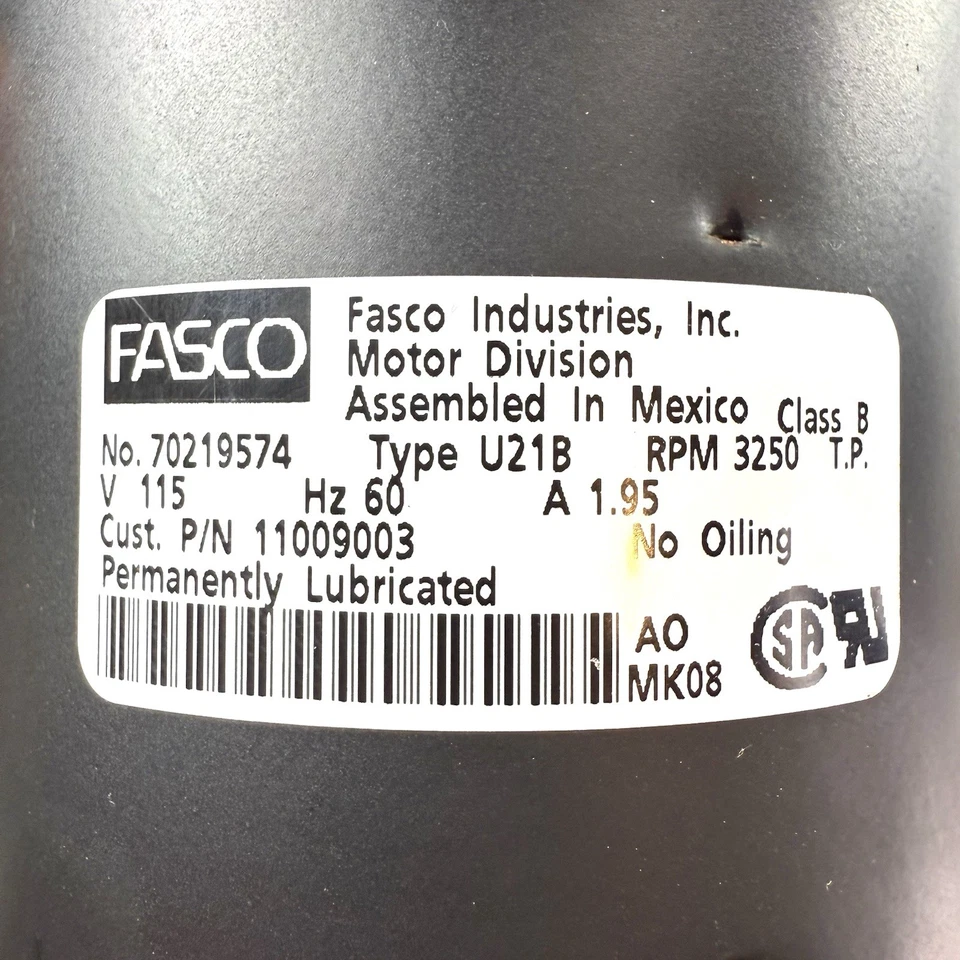 FASCO
Fasco Industries, Inc.
Motor Division
Assembled In Mexico Class B
No. 70219574 Type U21B RPM 3250 T.P.
V 115 Hz 60 A 1.95
Cust. P/N 11009003 No Oiling
Permanently Lubricated
AO
MK08
SA